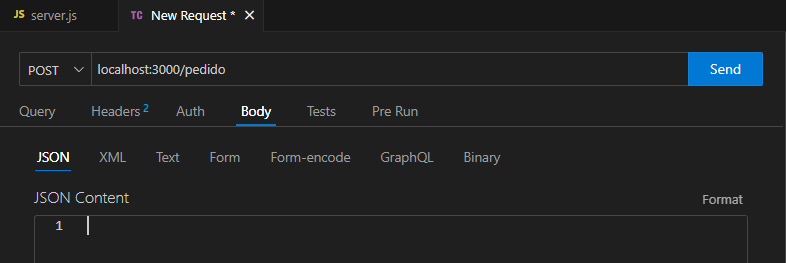 JS server.js TC New Request * ×
POST localhost:3000/pedido Send
Query Headers 2 Auth Body Tests Pre Run
JSON XML Text Form Form-encode GraphQL Binary
JSON Content Format
1